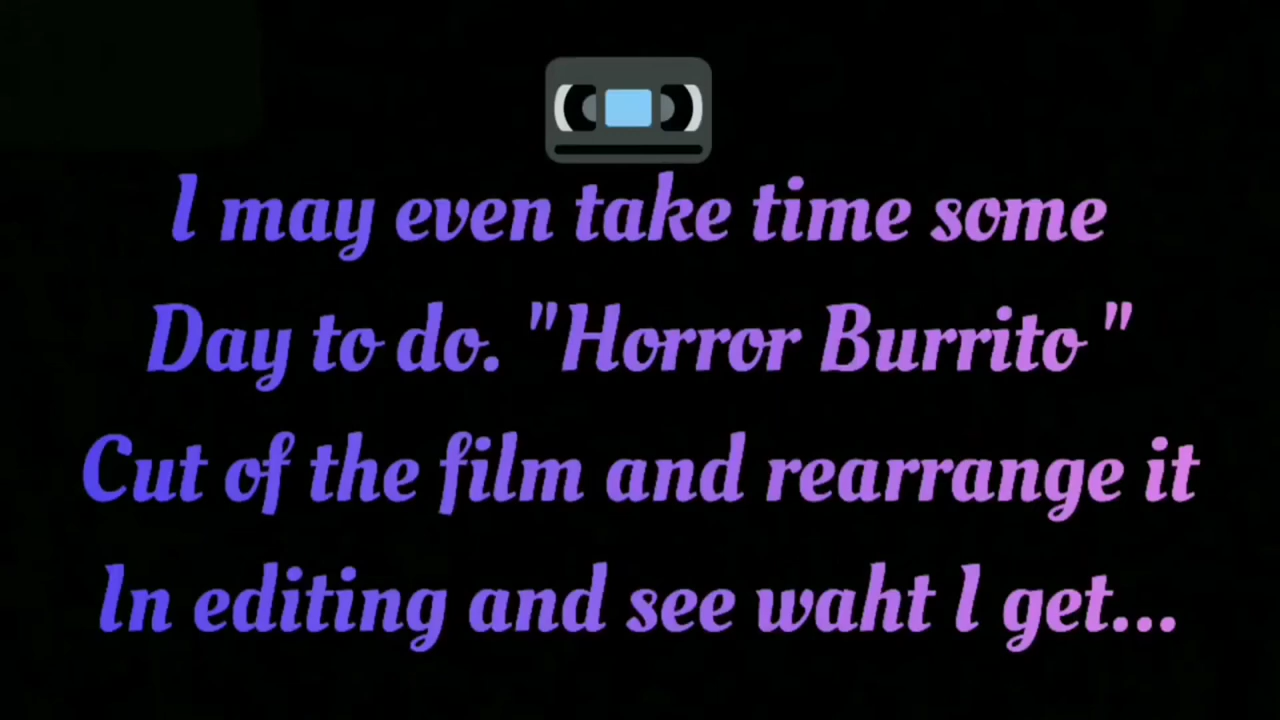 I may even take time some
Day to do. "Horror Burrito "
Cut of the film and rearrange it
In editing and see waht I get...